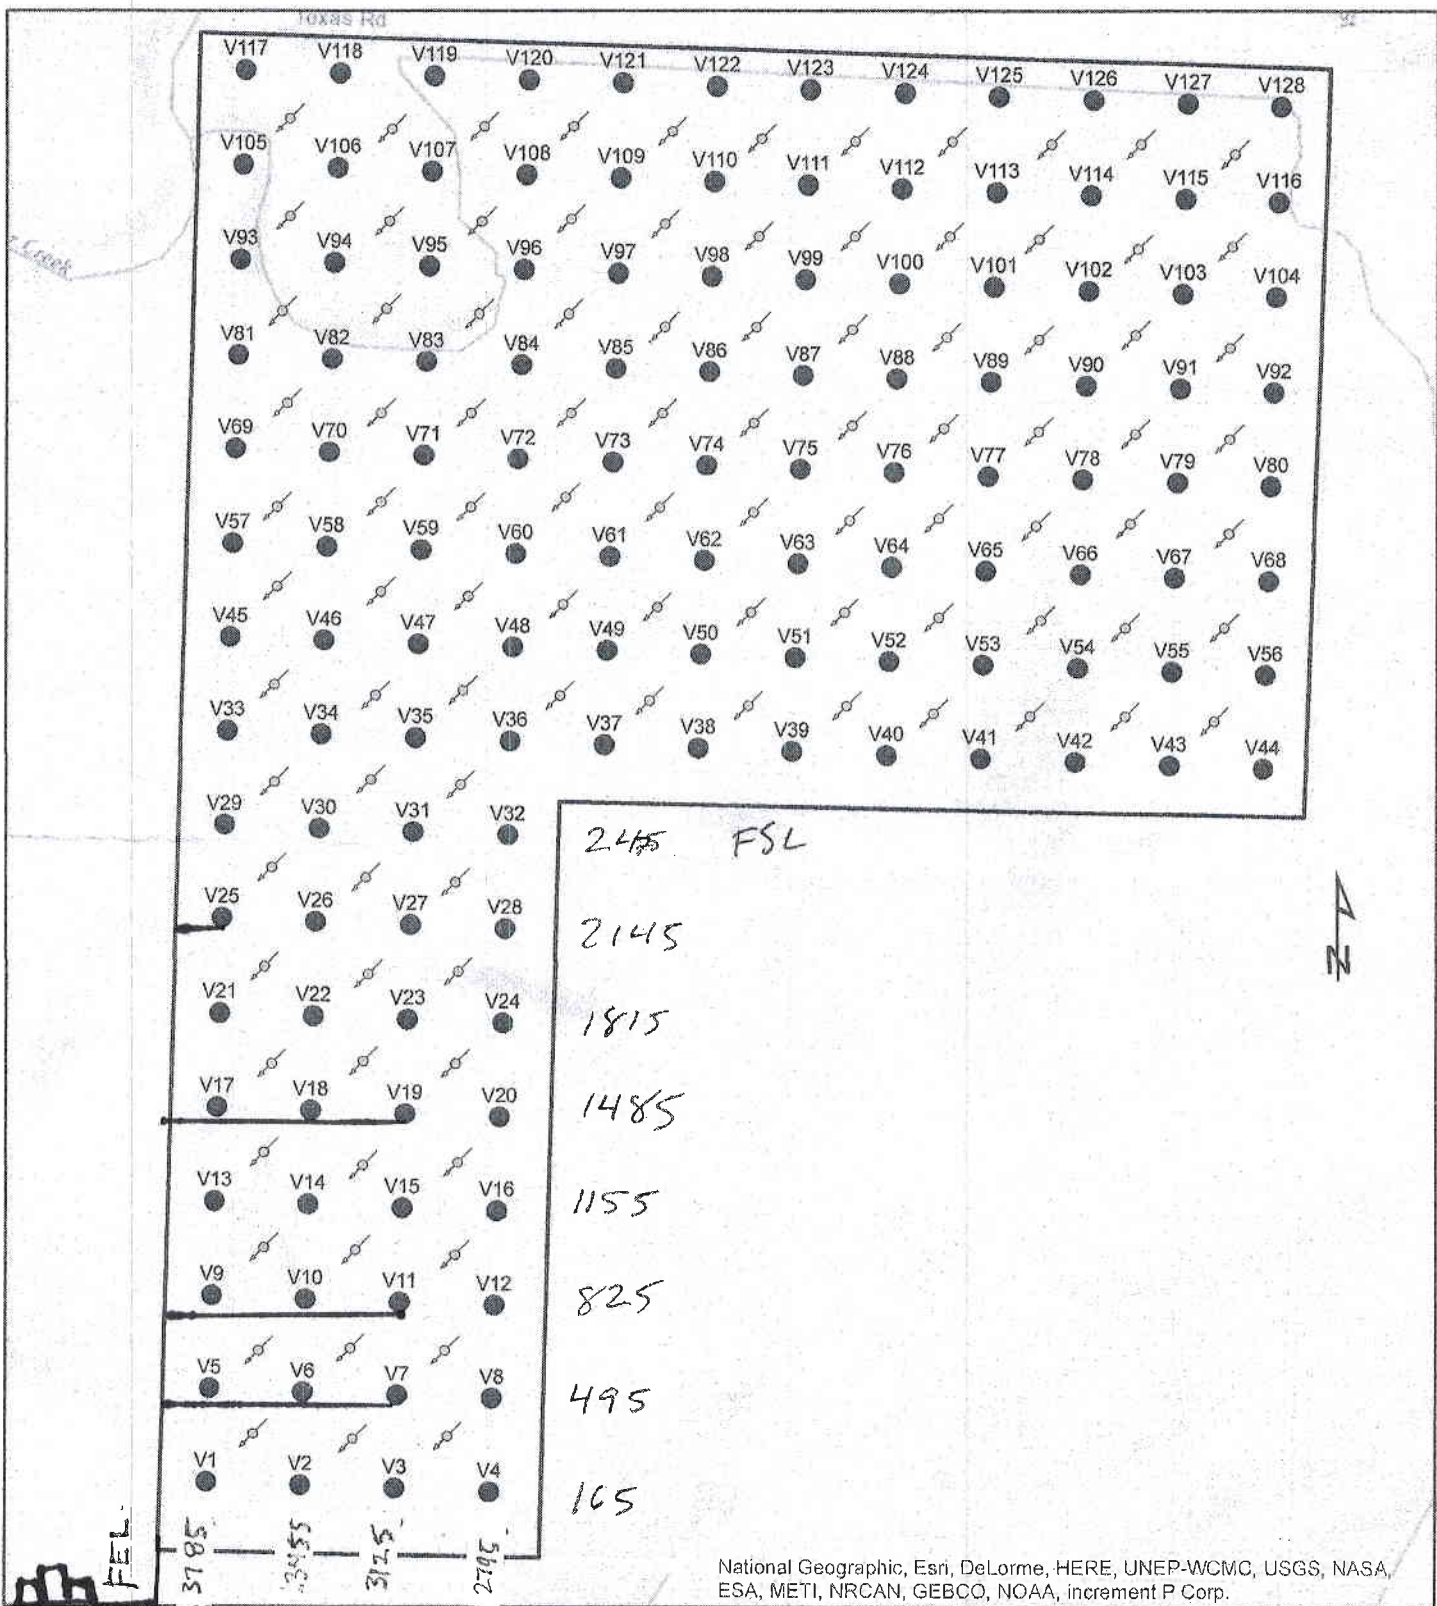 Texas Rd
V117 V118 V119 V120 V121 V122 V123 V124 V125 V126 V127 V128
V105 V106 V107 V108 V109 V110 V111 V112 V113 V114 V115 V116
Creek
V93 V94 V95 V96 V97 V98 V99 V100 V101 V102 V103 V104
V81 V82 V83 V84 V85 V86 V87 V88 V89 V90 V91 V92
V69 V70 V71 V72 V73 V74 V75 V76 V77 V78 V79 V80
V57 V58 V59 V60 V61 V62 V63 V64 V65 V66 V67 V68
V45 V46 V47 V48 V49 V50 V51 V52 V53 V54 V55 V56
V33 V34 V35 V36 V37 V38 V39 V40 V41 V42 V43 V44
V29 V30 V31 V32
FSL
V25 V26 V27 V28 2145
V21 V22 V23 V24 1815
V17 V18 V19 V20 1485
V13 V14 V15 V16 1155
V9 V10 V11 V12 825
V5 V6 V7 V8 495
V1 V2 V3 V4 165
FEL. 3785. 3455 3125. 2795.
N
National Geographic, Esri, DeLorme, HERE, UNEP-WCMC, USGS, NASA,
ESA, METI, NRCAN, GEBCO, NOAA, increment P Corp.